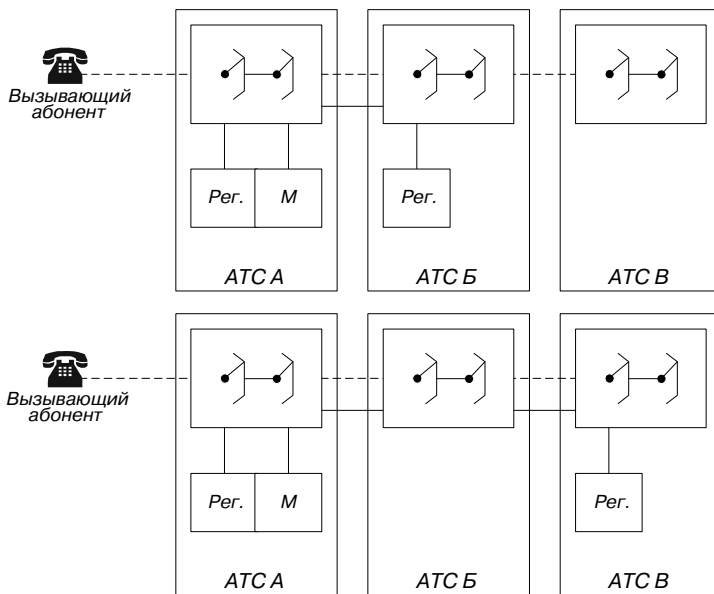 Вызывающий
абонент
Рег. М
Рег.
АТС А
АТС Б
АТС В
Вызывающий
абонент
Рег. М
Рег.
АТС А
АТС Б
АТС В